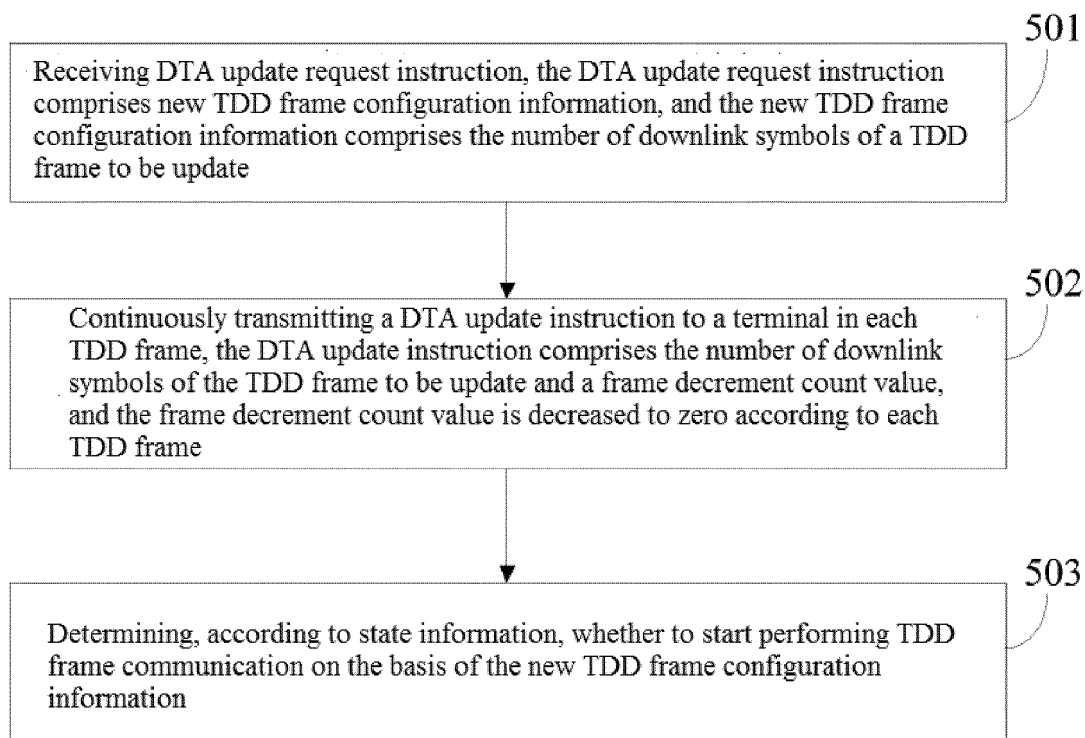 501
Receiving DTA update request instruction, the DTA update request instruction
comprises new TDD frame configuration information, and the new TDD frame
configuration information comprises the number of downlink symbols of a TDD
frame to be update
502
Continuously transmitting a DTA update instruction to a terminal in each
TDD frame, the DTA update instruction comprises the number of downlink
symbols of the TDD frame to be update and a frame decrement count value,
and the frame decrement count value is decreased to zero according to each
TDD frame
503
Determining, according to state information, whether to start performing TDD
frame communication on the basis of the new TDD frame configuration
information